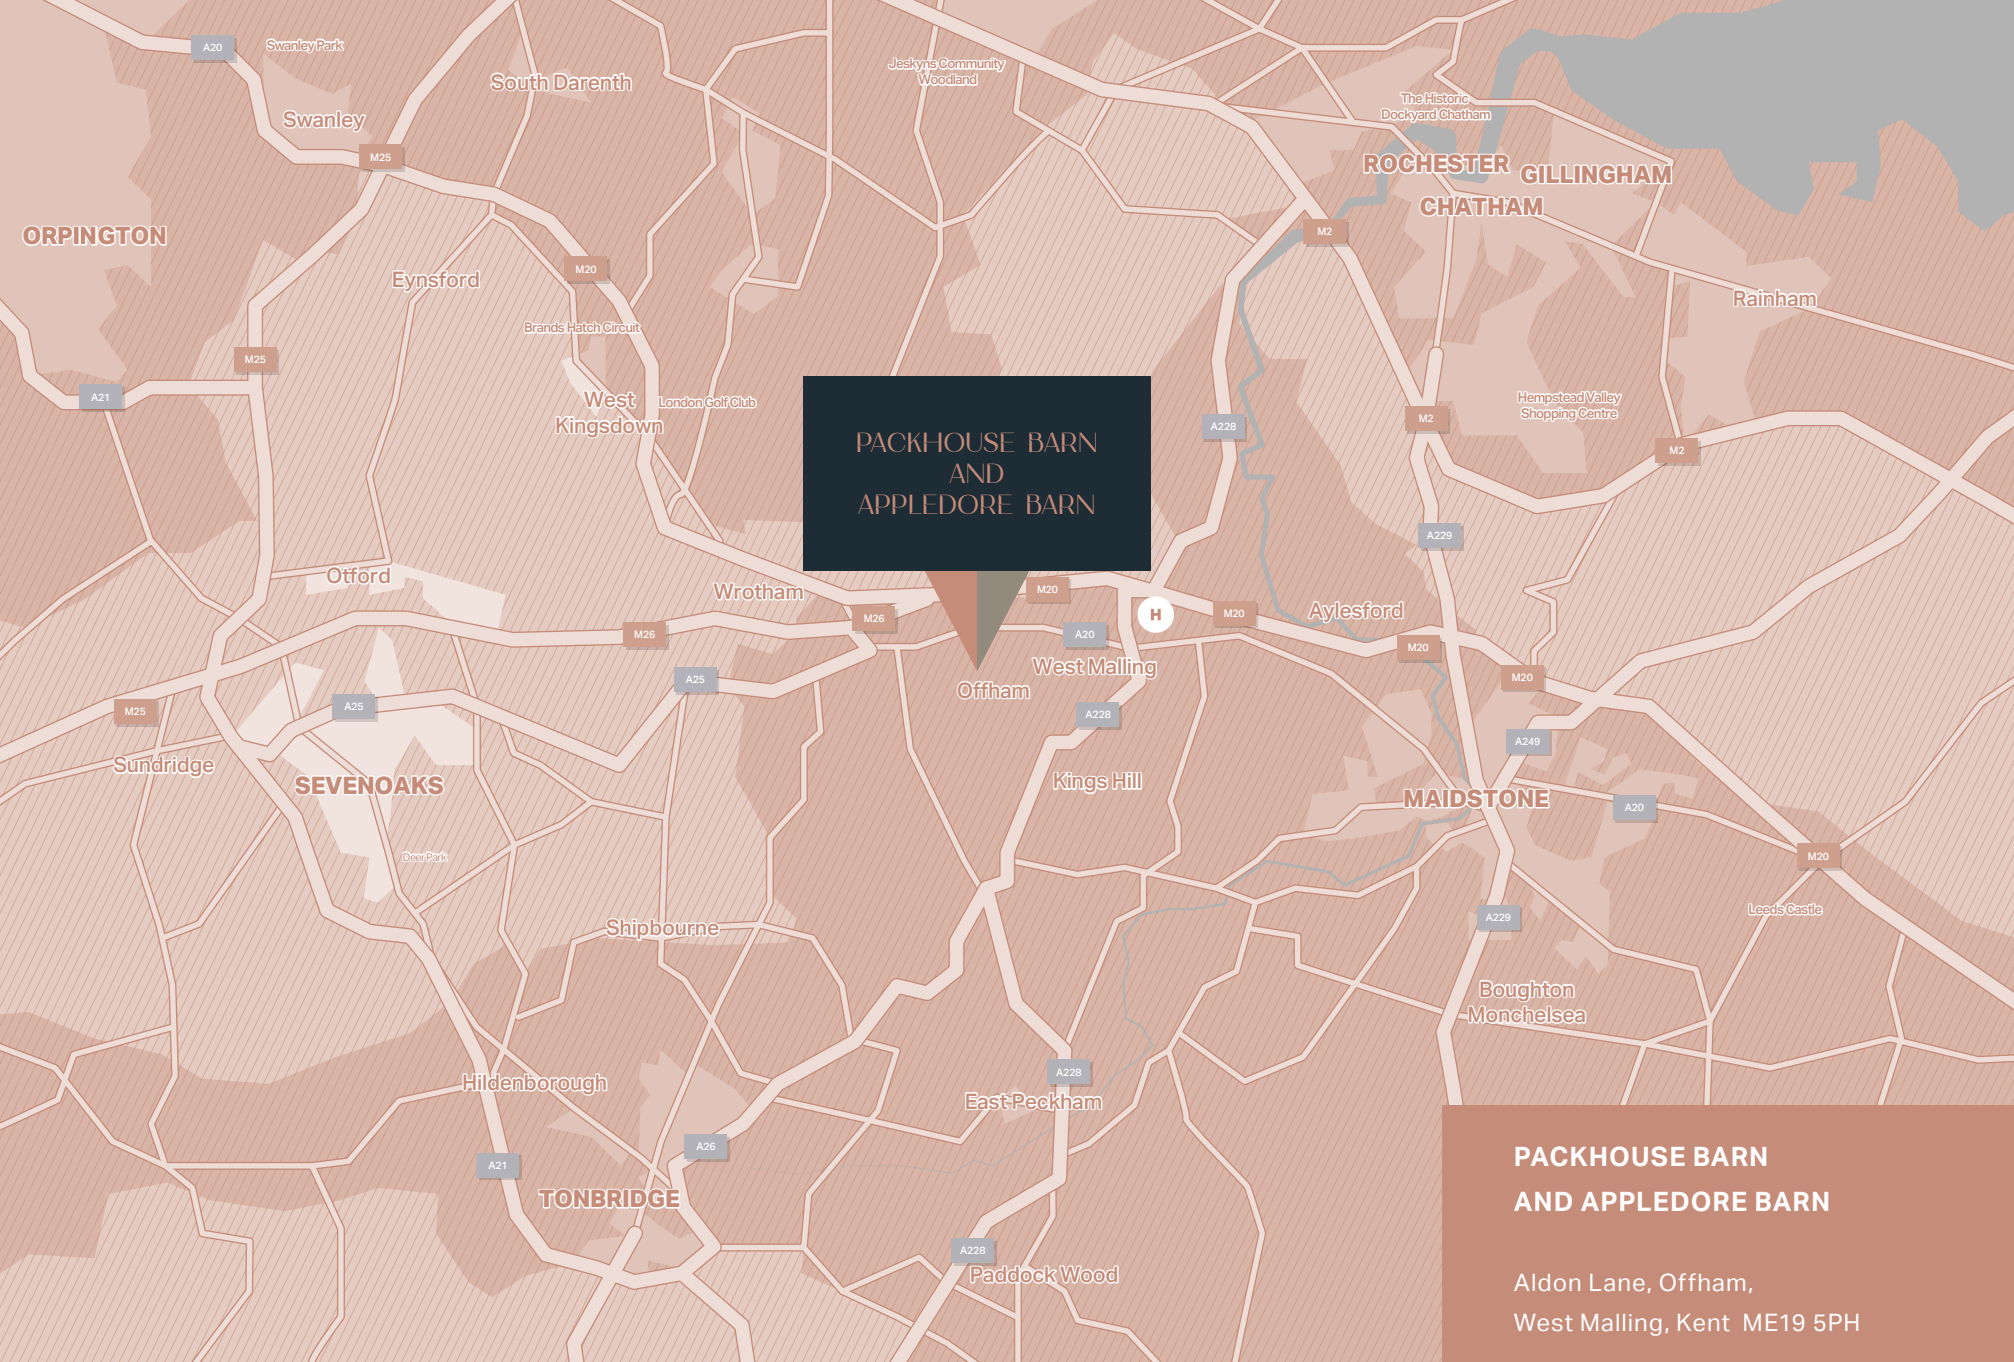 A20
Swanley Park
South Darenth
Jeskyns Community
Woodland
Swanley
M25
The Historic
Dockyard Chatham
ROCHESTER
GILLINGHAM
CHATHAM
ORPINGTON
M2
Eynsford
M20
Rainham
Brands Hatch Circuit
M25
A21
West
Kingsdown
London Golf Club
Hempstead Valley
Shopping Centre
A228
M2
M2
PACKHOUSE BARN
AND
APPLEDORE BARN
A229
Otford
Wrotham
M20
H
M20
Aylesford
M26
M26
A20
M20
West Malling
A25
Offham
M20
M25
A25
A228
A249
Sundridge
SEVENOAKS
Kings Hill
MAIDSTONE
A20
Deer Park
M20
Shipbourne
A229
Leeds Castle
Boughton
Monchelsea
Hildenborough
A228
East Peckham
A26
A21
TONBRIDGE
A228
Paddock Wood
PACKHOUSE BARN
AND APPLEDORE BARN
Aldon Lane, Offham,
West Malling, Kent ME19 5PH